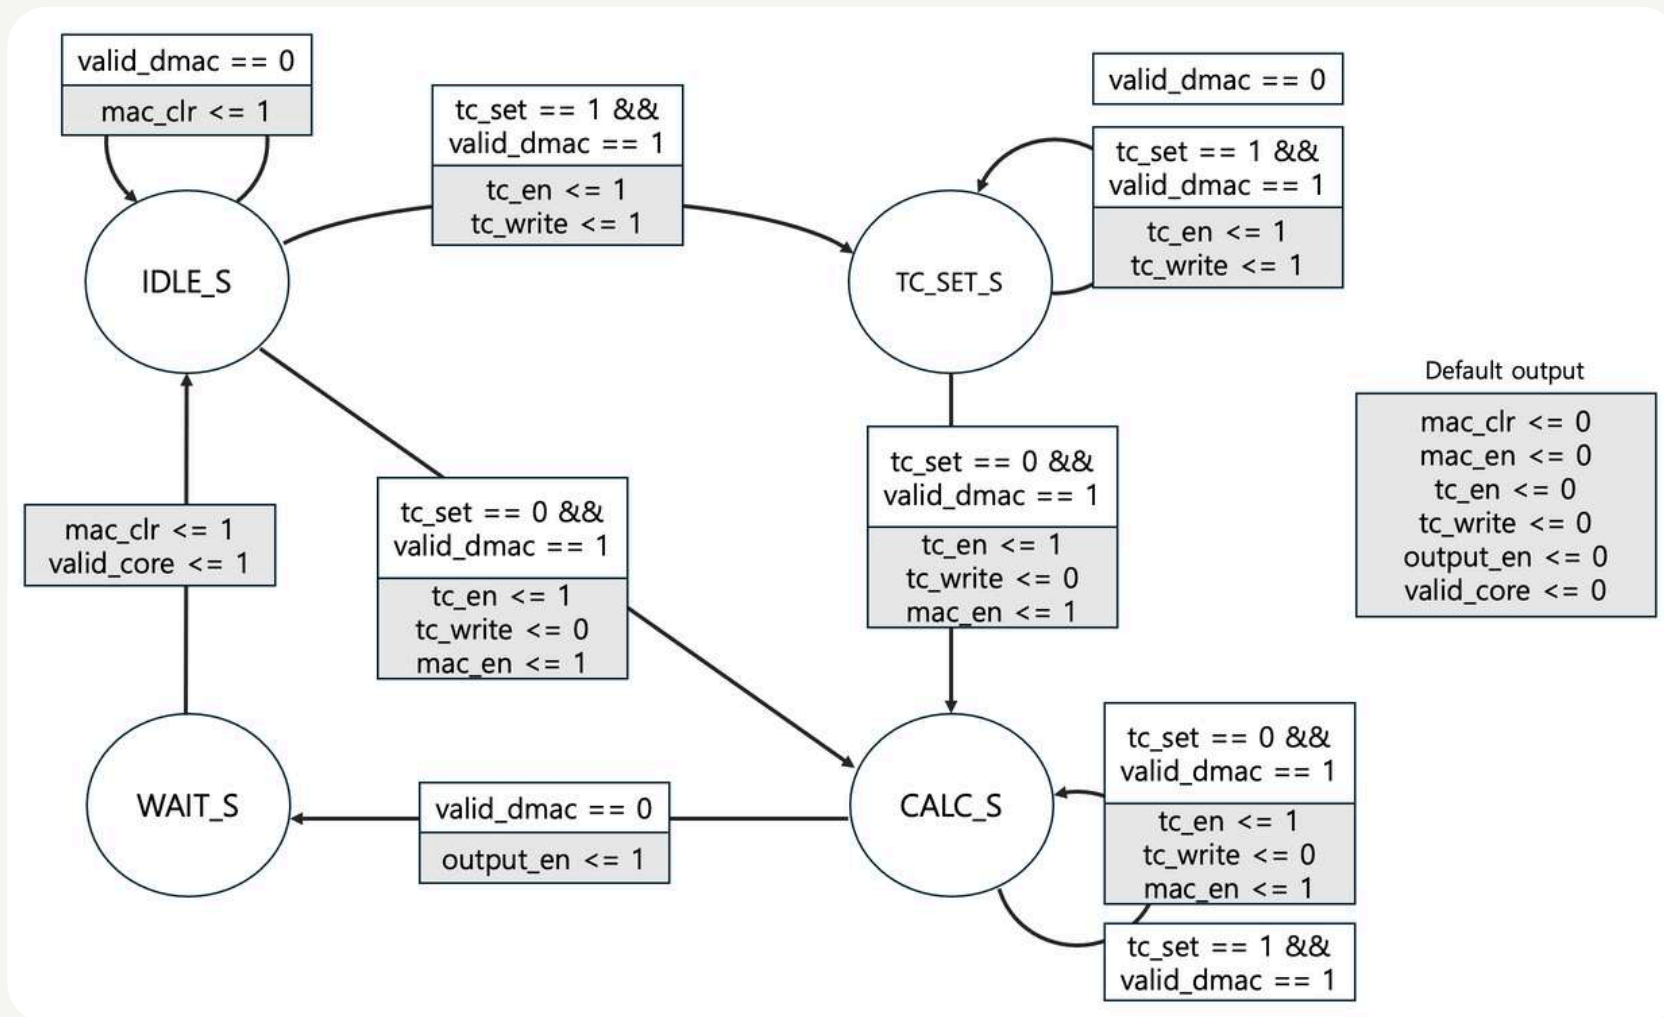 valid_dmac == 0
mac_clr <= 1
tc_set == 1 &&
valid_dmac == 1
tc_en <= 1
tc_write <= 1
valid_dmac == 0
tc_set == 1 &&
valid_dmac == 1
tc_en <= 1
tc_write <= 1
IDLE_S
TC_SET_S
Default output
mac_clr <= 0
mac_en <= 0
tc_en <= 0
tc_write <= 0
output_en <= 0
valid_core <= 0
mac_clr <= 1
valid_core <= 1
tc_set == 0 &&
valid_dmac == 1
tc_en <= 1
tc_write <= 0
mac_en <= 1
tc_set == 0 &&
valid_dmac == 1
tc_en <= 1
tc_write <= 0
mac_en <= 1
WAIT_S
valid_dmac == 0
output_en <= 1
CALC_S
tc_set == 0 &&
valid_dmac == 1
tc_en <= 1
tc_write <= 0
mac_en <= 1
tc_set == 1 &&
valid_dmac == 1